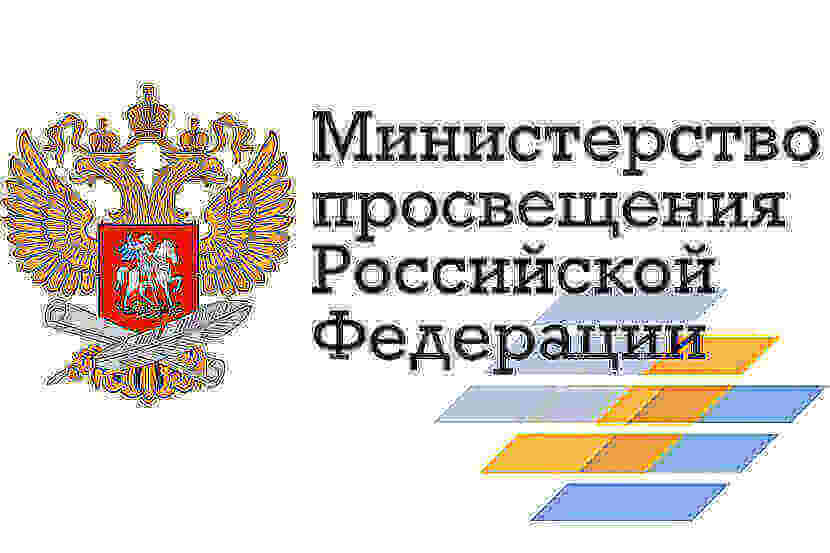 Министерство
просвещения
Российской
Федерации